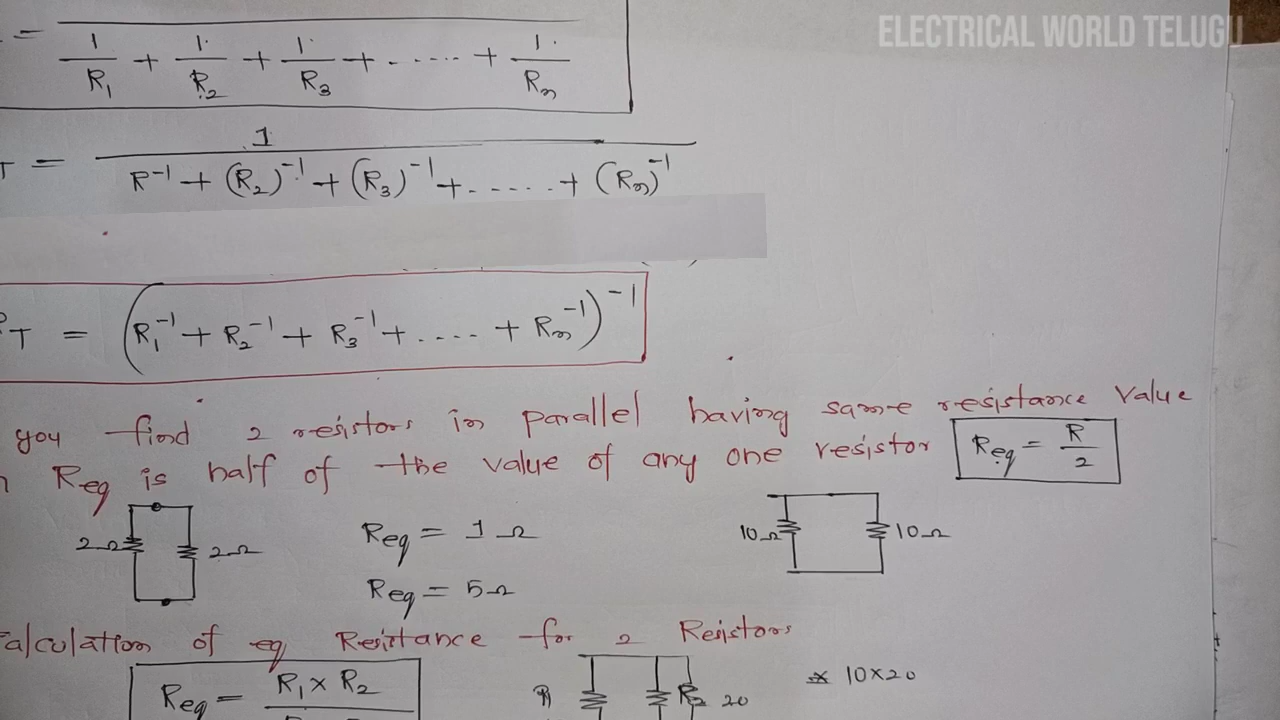 ELECTRICAL WORLD TELUGU
= 1/R₁ + 1/R₂ + 1/R₃ + ...... + 1/Rₙ
T = 1 / (R⁻¹ + (R₂)⁻¹ + (R₃)⁻¹ + ...... + (Rₙ)⁻¹)
T = (R₁⁻¹ + R₂⁻¹ + R₃⁻¹ + .... + Rₙ⁻¹)⁻¹
you find 2 resistors in parallel having same resistance value
Req is half of the value of any one resistor Req = R/2
2Ω 2Ω Req = 1Ω 10Ω 10Ω
Req = 5Ω
calculation of eq Resistance for 2 Resistors
Req = R₁ × R₂ R₂ 20 * 10×20